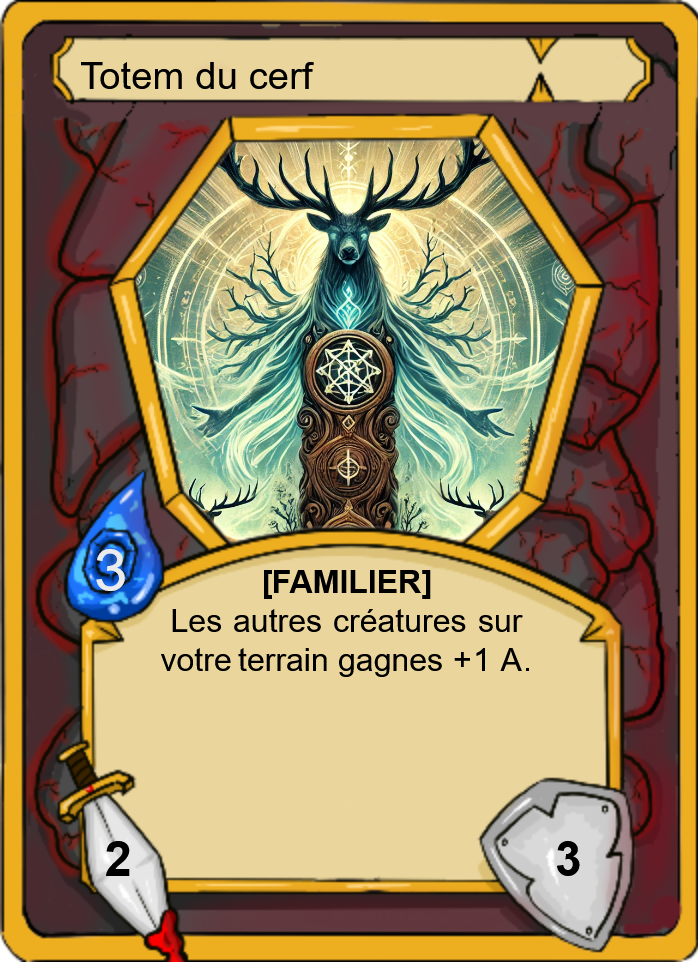 Totem du cerf
3
[FAMILIER]
Les autres créatures sur
votre terrain gagnes +1 A.
2
3